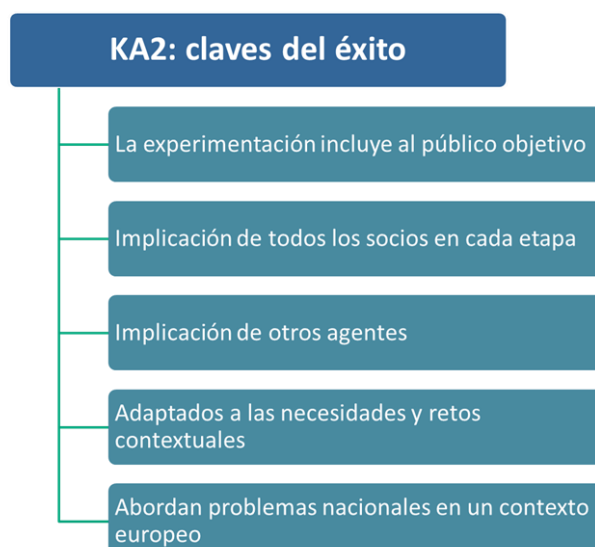 KA2: claves del éxito
La experimentación incluye al público objetivo
Implicación de todos los socios en cada etapa
Implicación de otros agentes
Adaptados a las necesidades y retos
contextuales
Abordan problemas nacionales en un contexto
europeo